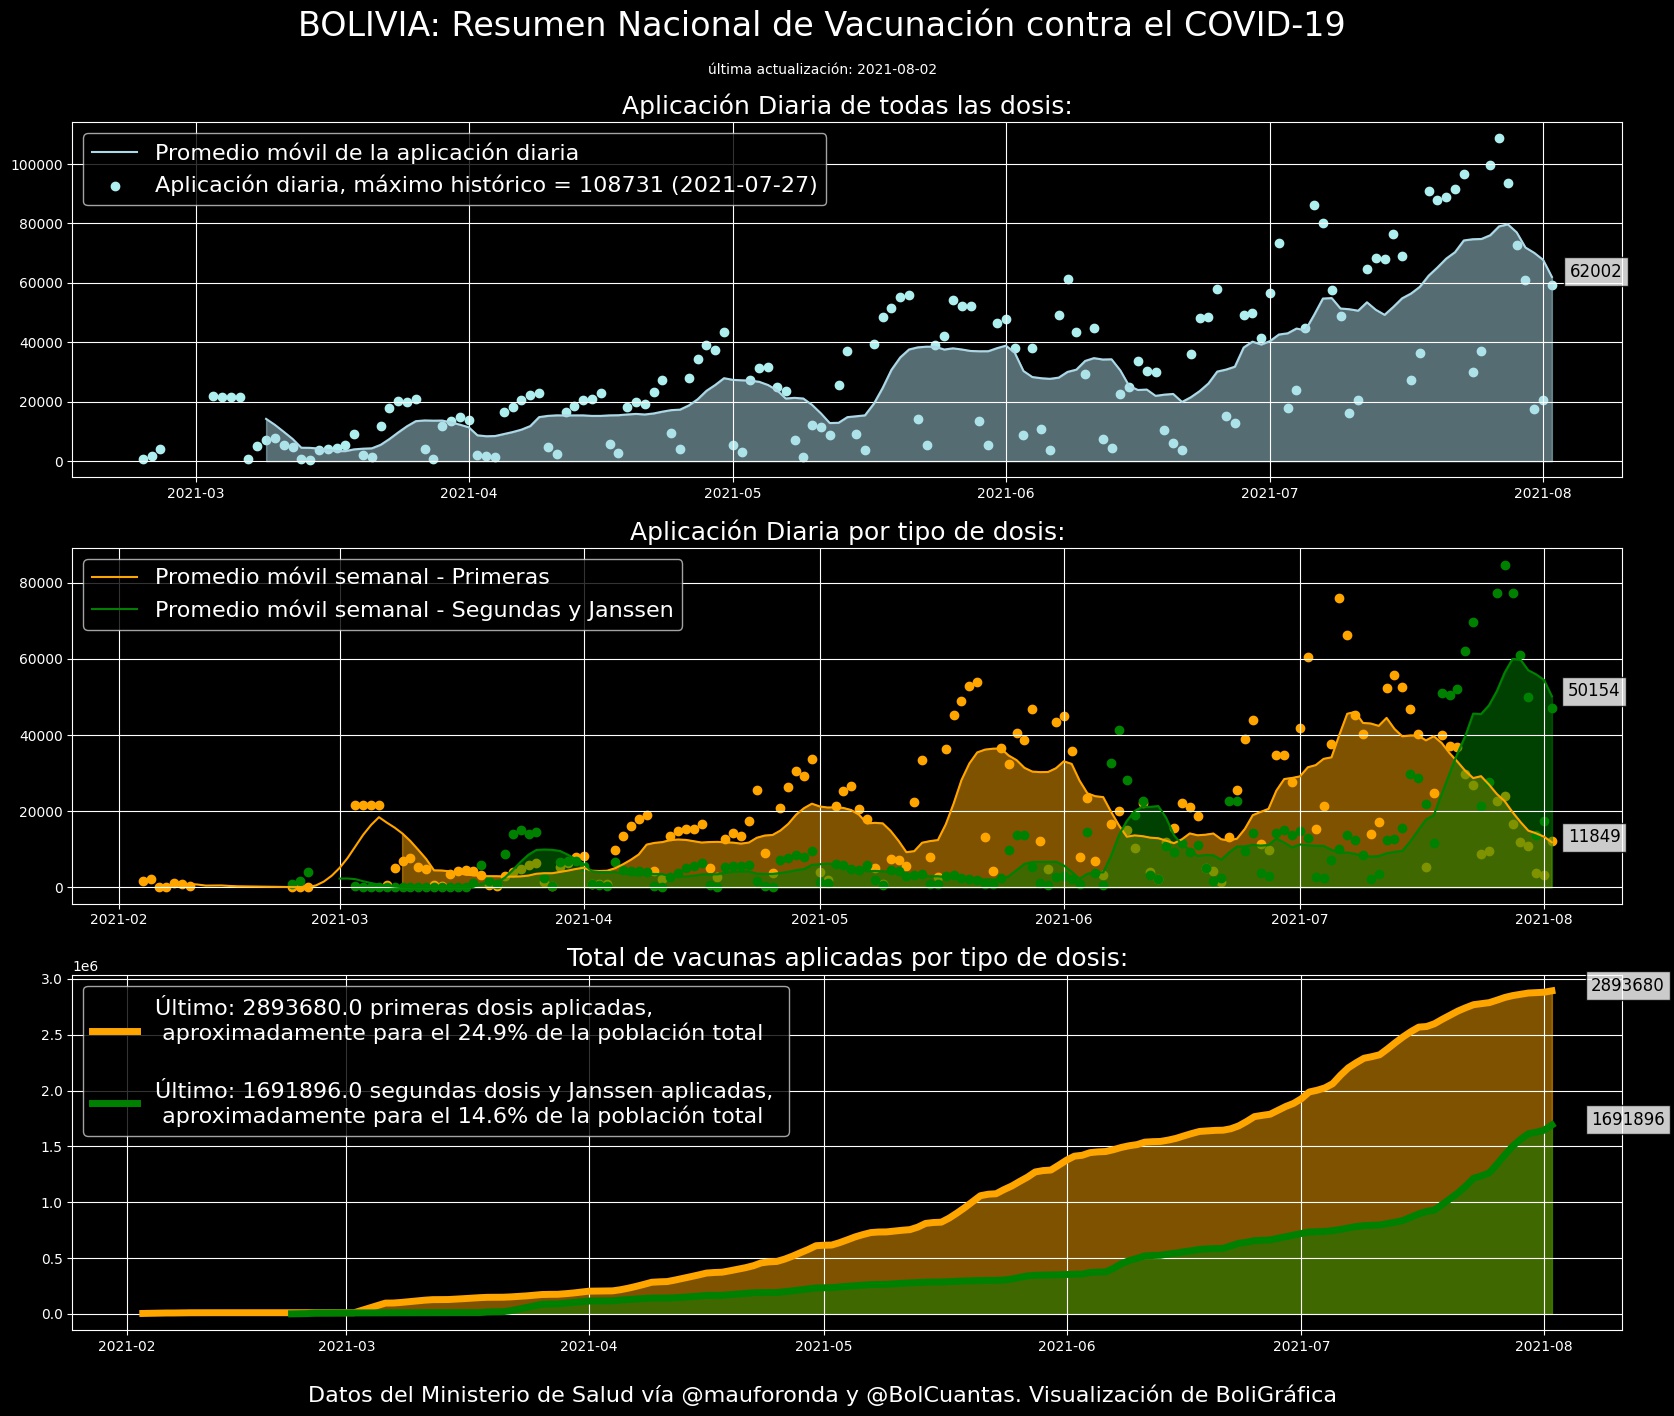 BOLIVIA: Resumen Nacional de Vacunación contra el COVID-19
última actualización: 2021-08-02
Aplicación Diaria de todas las dosis:
Promedio móvil de la aplicación diaria
Aplicación diaria, máximo histórico = 108731 (2021-07-27)
100000
80000
60000
40000
20000
0
62002
2021-03 2021-04 2021-05 2021-06 2021-07 2021-08
Aplicación Diaria por tipo de dosis:
Promedio móvil semanal - Primeras
Promedio móvil semanal - Segundas y Janssen
80000
60000
40000
20000
0
50154
11849
2021-02 2021-03 2021-04 2021-05 2021-06 2021-07 2021-08
Total de vacunas aplicadas por tipo de dosis:
1e6
Último: 2893680.0 primeras dosis aplicadas,
aproximadamente para el 24.9% de la población total
Último: 1691896.0 segundas dosis y Janssen aplicadas,
aproximadamente para el 14.6% de la población total
3.0
2.5
2.0
1.5
1.0
0.5
0.0
2893680
1691896
2021-02 2021-03 2021-04 2021-05 2021-06 2021-07 2021-08
Datos del Ministerio de Salud vía @mauforonda y @BolCuantas. Visualización de BoliGráfica